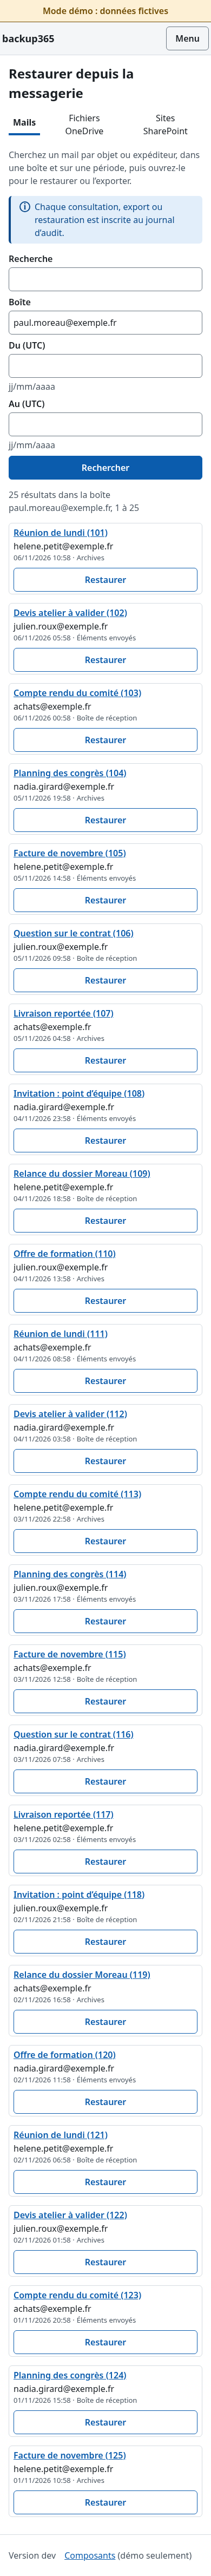 Mode démo : données fictives
backup365
Menu
Restaurer depuis la
messagerie
Mails
Fichiers
OneDrive
Sites
SharePoint
Cherchez un mail par objet ou expéditeur, dans
une boîte et sur une période, puis ouvrez-le
pour le restaurer ou l’exporter.
Chaque consultation, export ou
restauration est inscrite au journal
d’audit.
Recherche
Boîte
paul.moreau@exemple.fr
Du (UTC)
jj/mm/aaaa
Au (UTC)
jj/mm/aaaa
Rechercher
25 résultats dans la boîte
paul.moreau@exemple.fr, 1 à 25
Réunion de lundi (101)
helene.petit@exemple.fr
06/11/2026 10:58 · Archives
Restaurer
Devis atelier à valider (102)
julien.roux@exemple.fr
06/11/2026 05:58 · Éléments envoyés
Restaurer
Compte rendu du comité (103)
achats@exemple.fr
06/11/2026 00:58 · Boîte de réception
Restaurer
Planning des congrès (104)
nadia.girard@exemple.fr
05/11/2026 19:58 · Archives
Restaurer
Facture de novembre (105)
helene.petit@exemple.fr
05/11/2026 14:58 · Éléments envoyés
Restaurer
Question sur le contrat (106)
julien.roux@exemple.fr
05/11/2026 09:58 · Boîte de réception
Restaurer
Livraison reportée (107)
achats@exemple.fr
05/11/2026 04:58 · Archives
Restaurer
Invitation : point d’équipe (108)
nadia.girard@exemple.fr
04/11/2026 23:58 · Éléments envoyés
Restaurer
Relance du dossier Moreau (109)
helene.petit@exemple.fr
04/11/2026 18:58 · Boîte de réception
Restaurer
Offre de formation (110)
julien.roux@exemple.fr
04/11/2026 13:58 · Archives
Restaurer
Réunion de lundi (111)
achats@exemple.fr
04/11/2026 08:58 · Éléments envoyés
Restaurer
Devis atelier à valider (112)
nadia.girard@exemple.fr
04/11/2026 03:58 · Boîte de réception
Restaurer
Compte rendu du comité (113)
helene.petit@exemple.fr
03/11/2026 22:58 · Archives
Restaurer
Planning des congrès (114)
julien.roux@exemple.fr
03/11/2026 17:58 · Éléments envoyés
Restaurer
Facture de novembre (115)
achats@exemple.fr
03/11/2026 12:58 · Boîte de réception
Restaurer
Question sur le contrat (116)
nadia.girard@exemple.fr
03/11/2026 07:58 · Archives
Restaurer
Livraison reportée (117)
helene.petit@exemple.fr
03/11/2026 02:58 · Éléments envoyés
Restaurer
Invitation : point d’équipe (118)
julien.roux@exemple.fr
02/11/2026 21:58 · Boîte de réception
Restaurer
Relance du dossier Moreau (119)
achats@exemple.fr
02/11/2026 16:58 · Archives
Restaurer
Offre de formation (120)
nadia.girard@exemple.fr
02/11/2026 11:58 · Éléments envoyés
Restaurer
Réunion de lundi (121)
helene.petit@exemple.fr
02/11/2026 06:58 · Boîte de réception
Restaurer
Devis atelier à valider (122)
julien.roux@exemple.fr
02/11/2026 01:58 · Archives
Restaurer
Compte rendu du comité (123)
achats@exemple.fr
01/11/2026 20:58 · Éléments envoyés
Restaurer
Planning des congrès (124)
nadia.girard@exemple.fr
01/11/2026 15:58 · Boîte de réception
Restaurer
Facture de novembre (125)
helene.petit@exemple.fr
01/11/2026 10:58 · Archives
Restaurer
Version dev Composants (démo seulement)